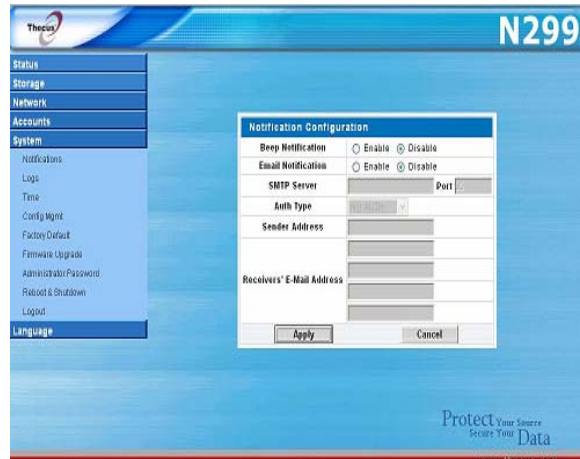 Thecus
N299
Status
Storage
Network
Accounts
System
Notifications
Logs
Time
Config Mgmt
Factory Default
Firmware Upgrade
Administrator Password
Reboot & Shutdown
Logout
Language
Notification Configuration
Beep Notification Enable Disable
Email Notification Enable Disable
SMTP Server Port
Auth Type NO AUTH
Sender Address
Receivers' E-Mail Address
Apply Cancel
Protect Your Source
Secure Your Data